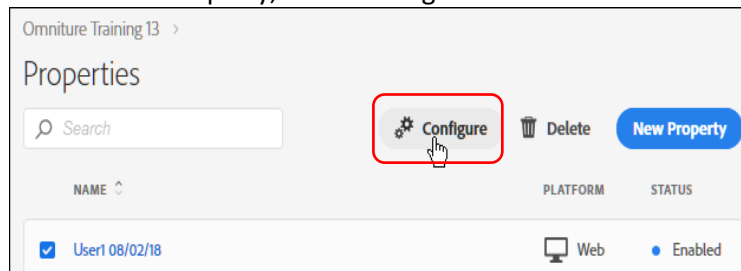 Omniture Training 13 >
Properties
Search
Configure
Delete
New Property
NAME
PLATFORM
STATUS
User1 08/02/18
Web
Enabled